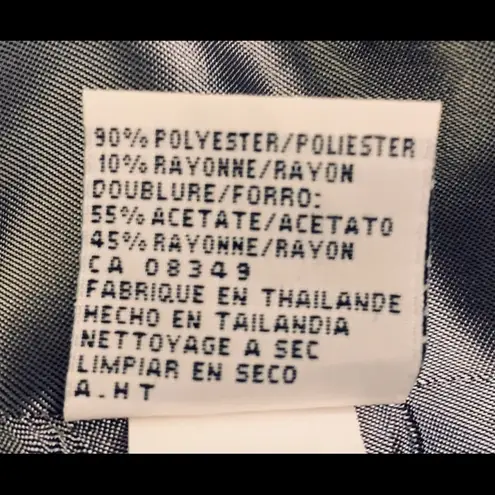 90% POLYESTER/POLIESTER
10% RAYONNE/RAYON
DOUBLURE/FORRO:
55% ACETATE/ACETATO
45% RAYONNE/RAYON
CA 08349
FABRIQUE EN THAILANDE
HECHO EN TAILANDIA
NETTOYAGE A SEC
LIMPIAR EN SECO
A.HT